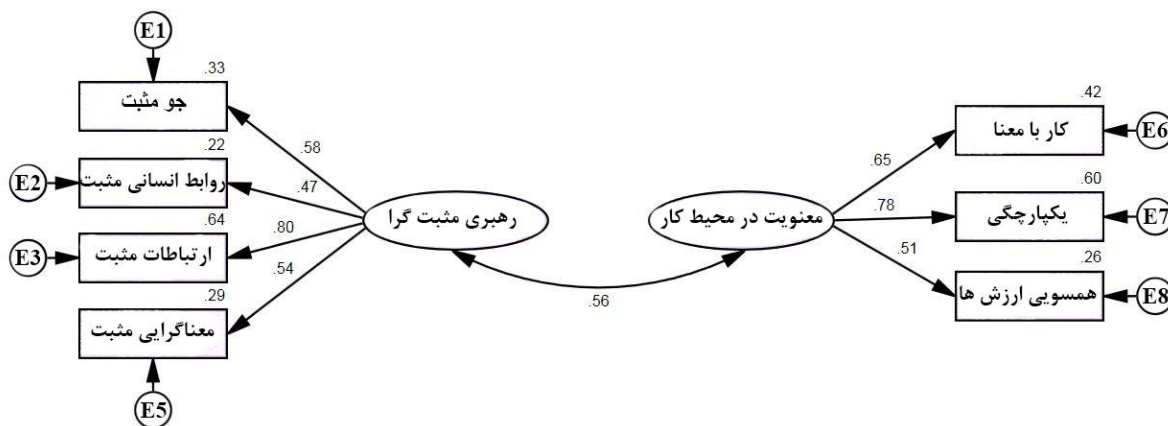 E1
.33
جو مثبت
.58
.22
E2
روابط انسانی مثبت
.47
.64
E3
ارتباطات مثبت
.80
.29
معناگرایی مثبت
.54
E5
رهبری مثبت گرا
.56
معنویت در محیط کار
.65
.42
کار با معنا
E6
.78
.60
یکپارچگی
E7
.51
.26
همسویی ارزش ها
E8